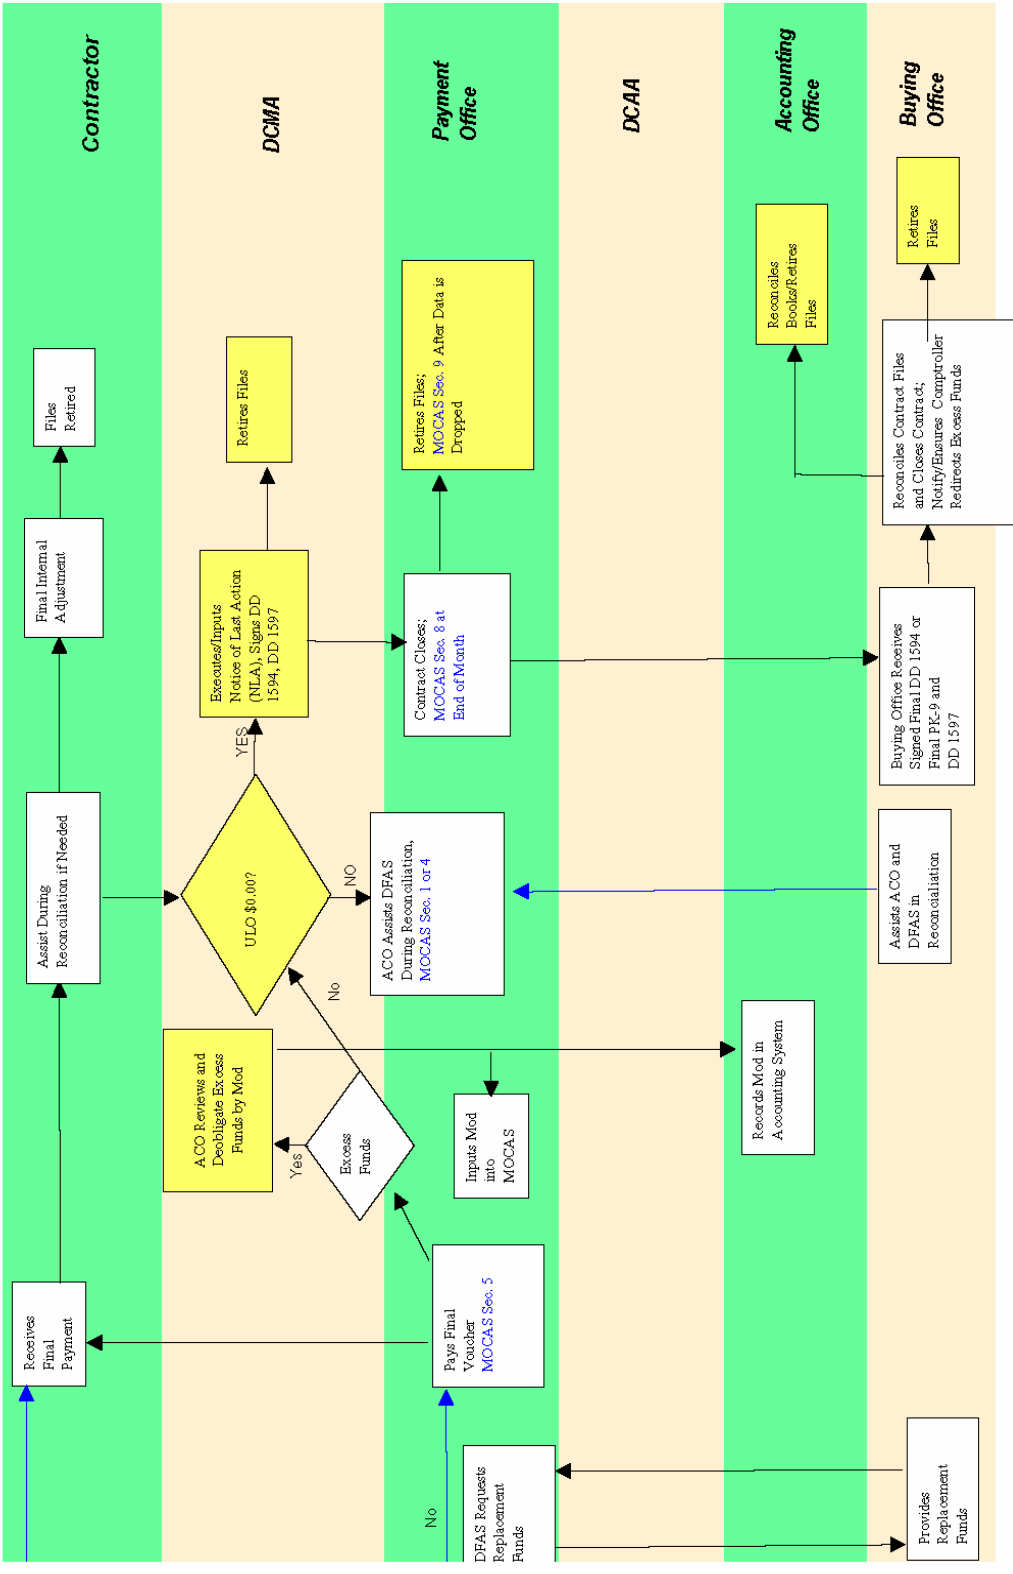 Contractor
DCMA
Payment
Office
DCAA
Accounting
Office
Buying
Office
Receives
Final
Payment
Assist During
Reconciliation if Needed
Final Internal
Adjustment
Files
Retired
ACO Reviews and
Deobligate Excess
Funds by Mod
Yes
Excess
Funds
No
ULO $0.00?
YES
NO
Executes/Inputs
Notice of Last Action
(NLA), Signs DD
1594, DD 1597
Retires Files
DFAS Requests
Replacement
Funds
No
Pays Final
Voucher
MOCAS Sec. 5
Inputs Mod
into
MOCAS
ACO Assists DFAS
During Reconciliation,
MOCAS Sec. 1 or 4
Contract Closes;
MOCAS Sec. 8 at
End of Month
Retires Files;
MOCAS Sec. 9 After Data is
Dropped
Records Mod in
Accounting System
Reconciles
Books/Retires
Files
Provides
Replacement
Funds
Assists ACO and
DFAS in
Reconcialiation
Buying Office Receives
Signed Final DD 1594 or
Final PK-9 and
DD 1597
Reconciles Contract Files
and Closes Contract;
Notify/Ensures Comptroller
Redirects Excess Funds
Retires
Files